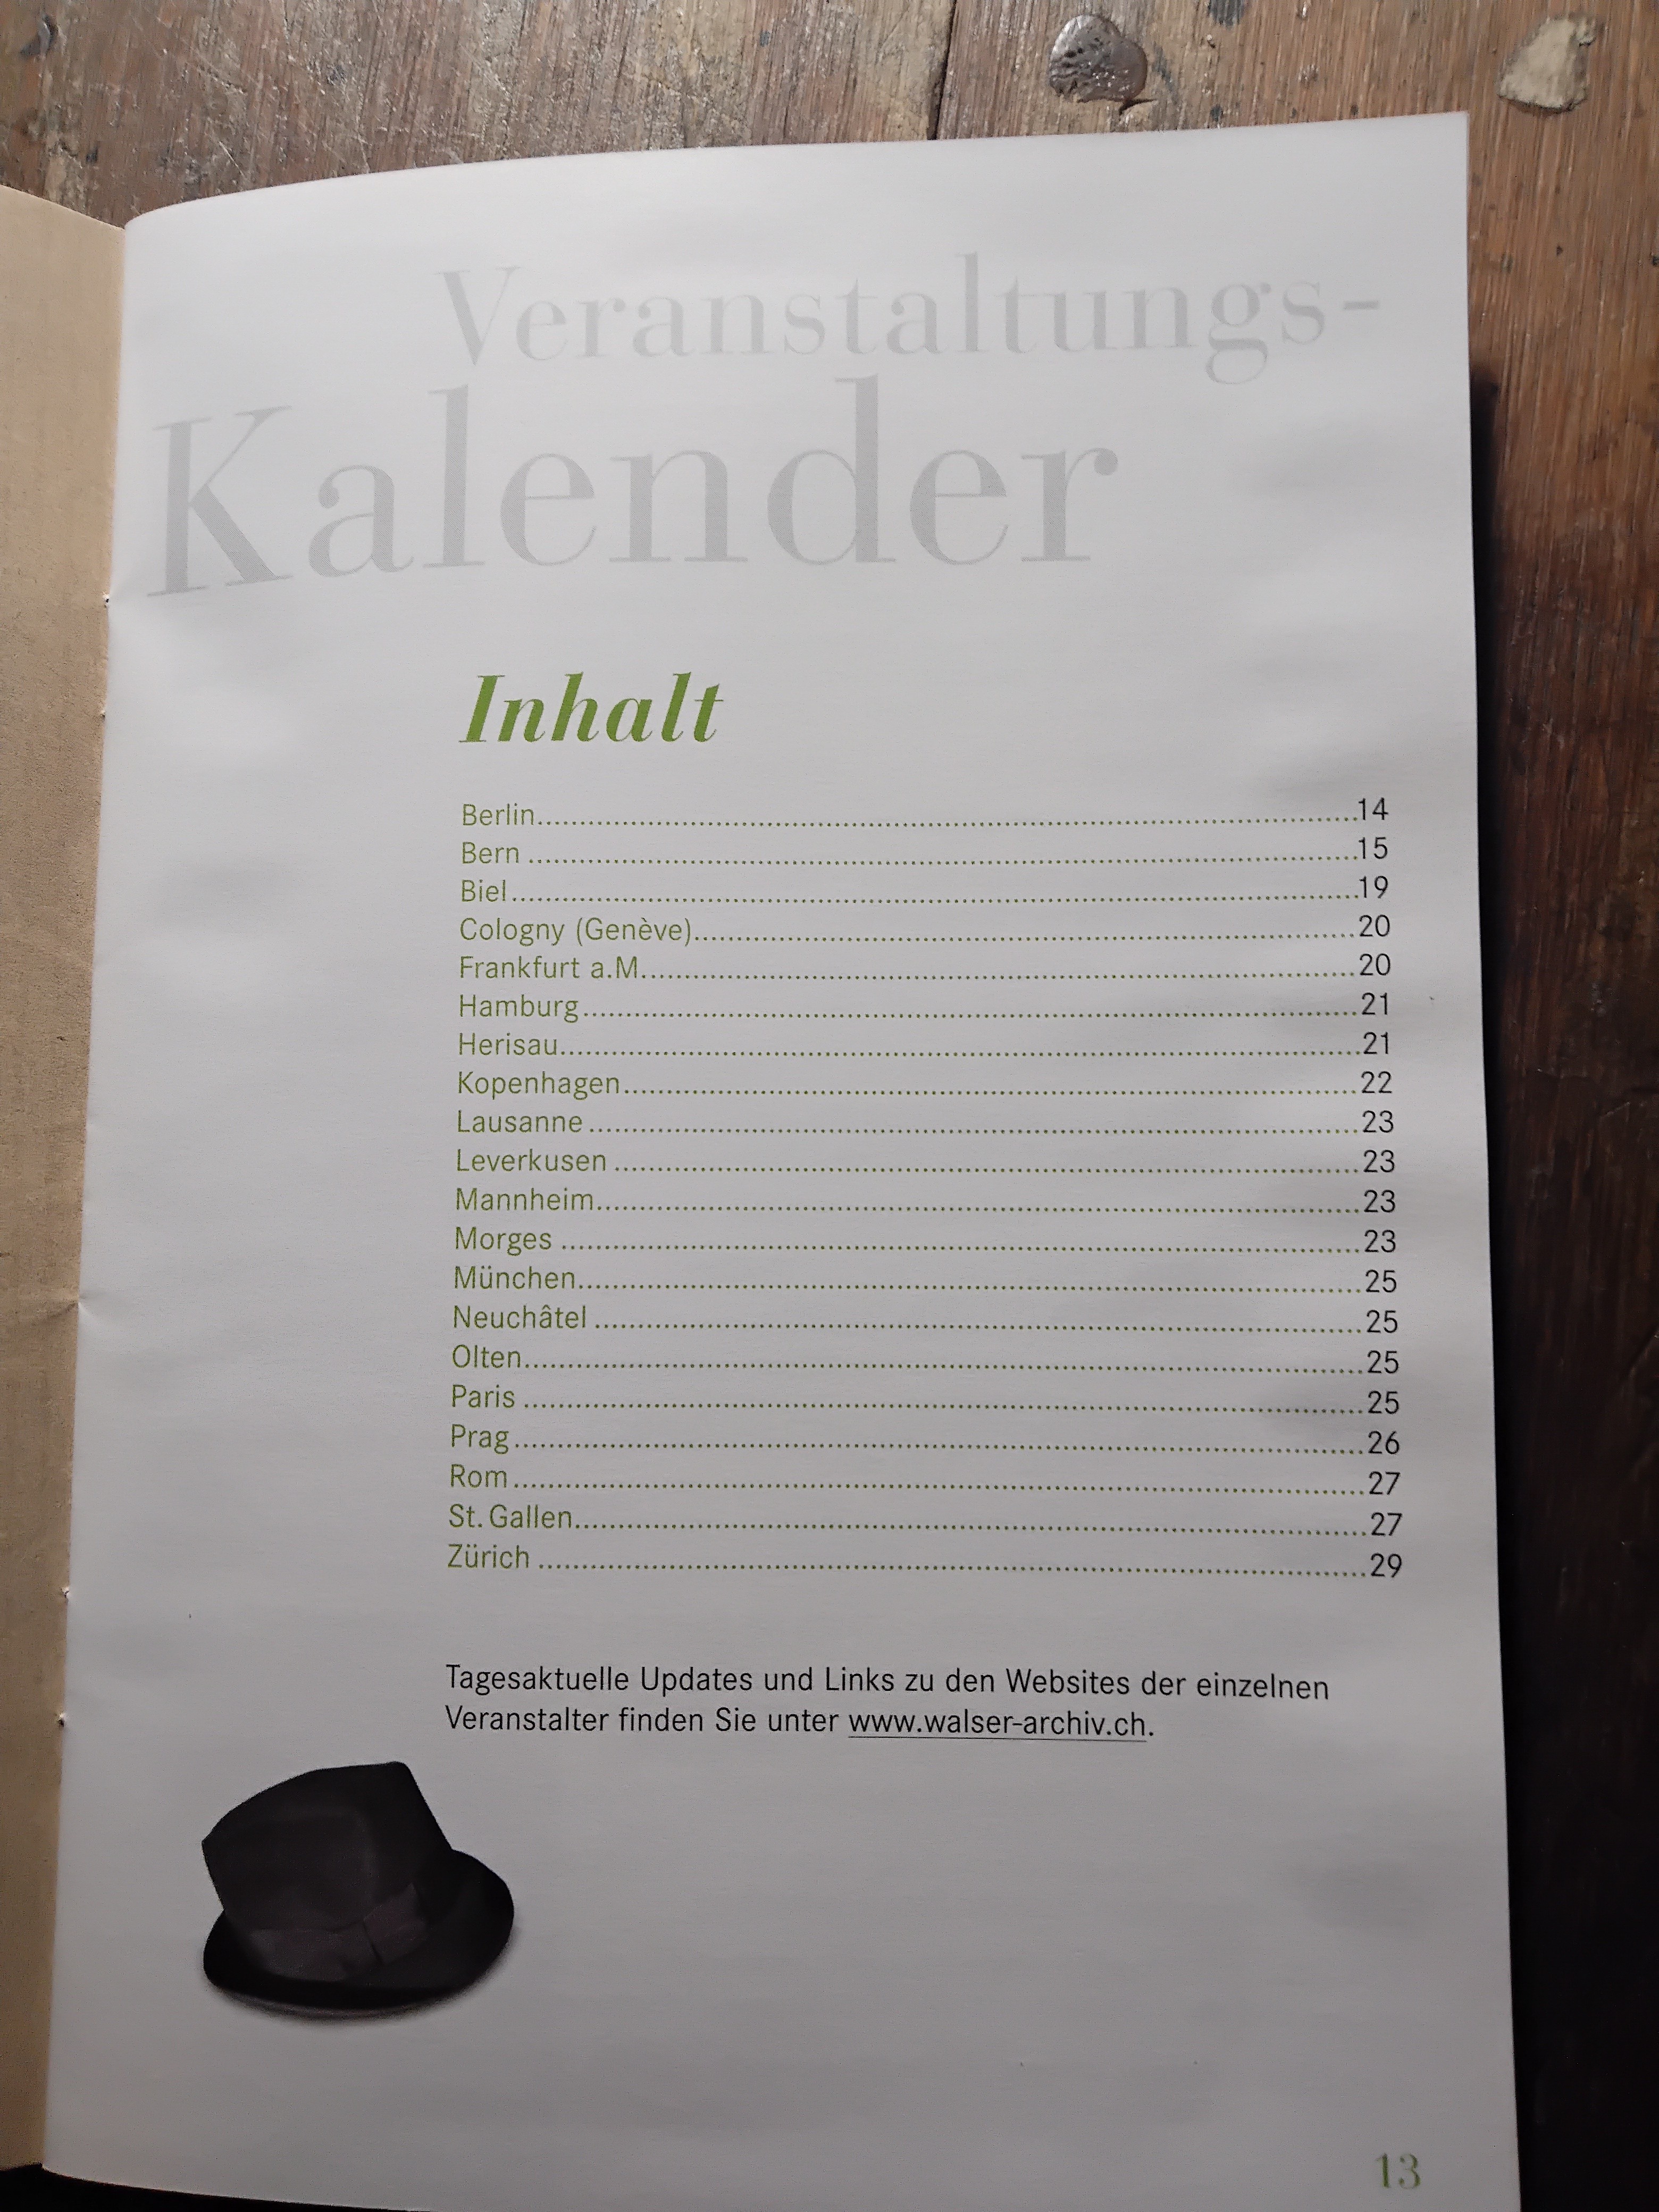 Veranstaltungs-
Kalender
Inhalt
Berlin..........14
Bern..........15
Biel..........19
Cologny (Genève)..........20
Frankfurt a.M...........20
Hamburg..........21
Herisau..........21
Kopenhagen..........22
Lausanne..........23
Leverkusen..........23
Mannheim..........23
Morges..........23
München..........25
Neuchâtel..........25
Olten..........25
Paris..........25
Prag..........26
Rom..........27
St. Gallen..........27
Zürich..........29
Tagesaktuelle Updates und Links zu den Websites der einzelnen
Veranstalter finden Sie unter www.walser-archiv.ch.
13